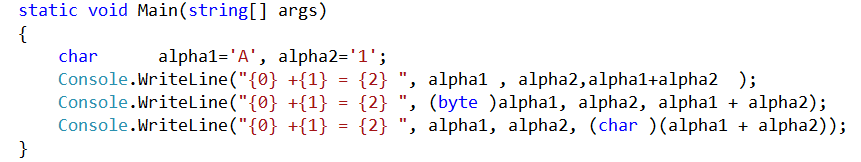 static void Main(string[] args)
{
char alpha1='A', alpha2='1';
Console.WriteLine("{0} +{1} = {2} ", alpha1 , alpha2,alpha1+alpha2 );
Console.WriteLine("{0} +{1} = {2} ", (byte )alpha1, alpha2, alpha1 + alpha2);
Console.WriteLine("{0} +{1} = {2} ", alpha1, alpha2, (char )(alpha1 + alpha2));
}